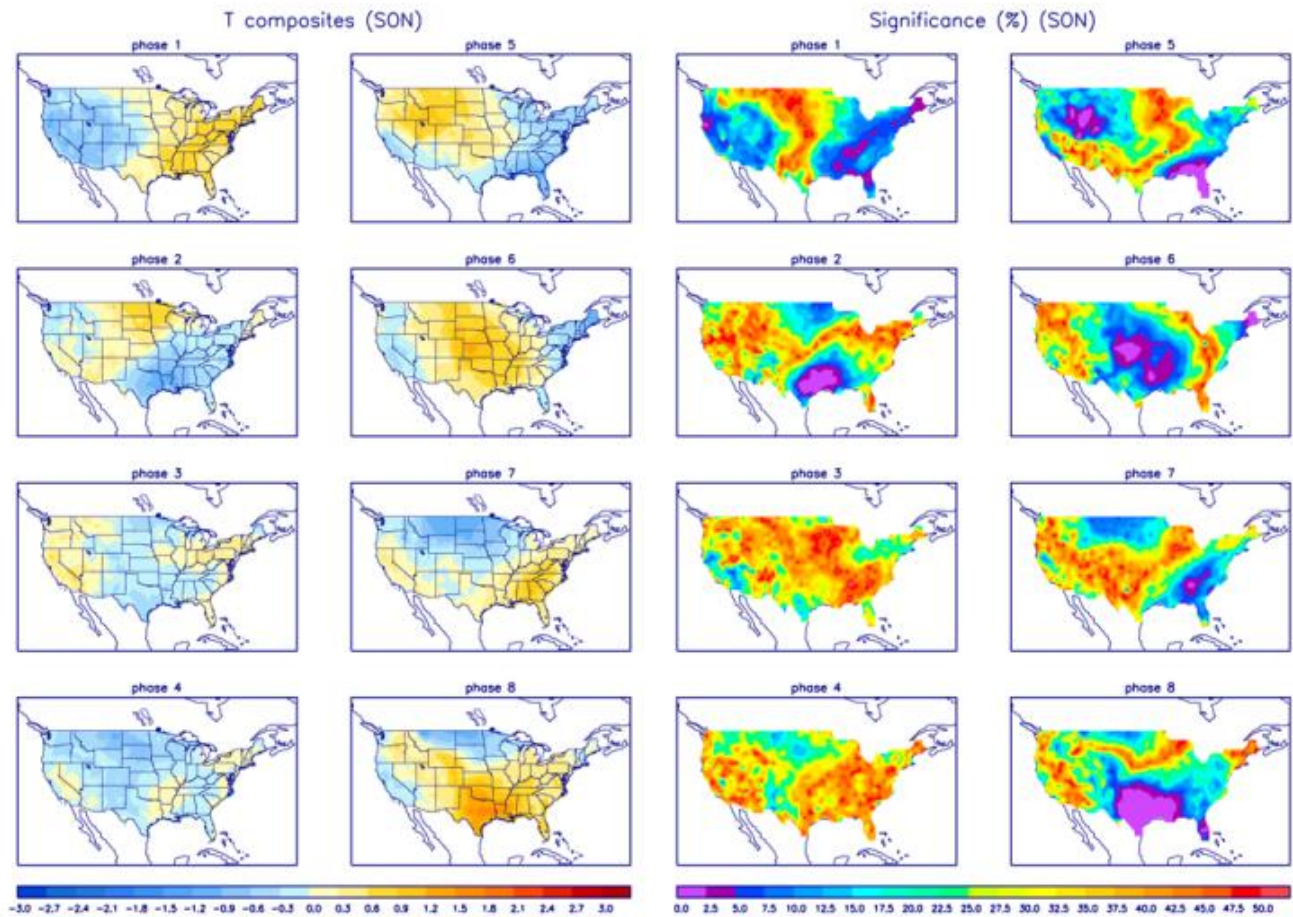 T composites (SON)
Significance (%) (SON)
phase 1
phase 5
phase 1
phase 5
phase 2
phase 6
phase 2
phase 6
phase 3
phase 7
phase 3
phase 7
phase 4
phase 8
phase 4
phase 8
-3.0 -2.7 -2.4 -2.1 -1.8 -1.5 -1.2 -0.9 -0.6 -0.3 0.0 0.3 0.6 0.9 1.2 1.5 1.8 2.1 2.4 2.7 3.0
0.0 2.5 5.0 7.5 10.0 12.5 15.0 17.5 20.0 22.5 25.0 27.5 30.0 32.5 35.0 37.5 40.0 42.5 45.0 47.5 50.0